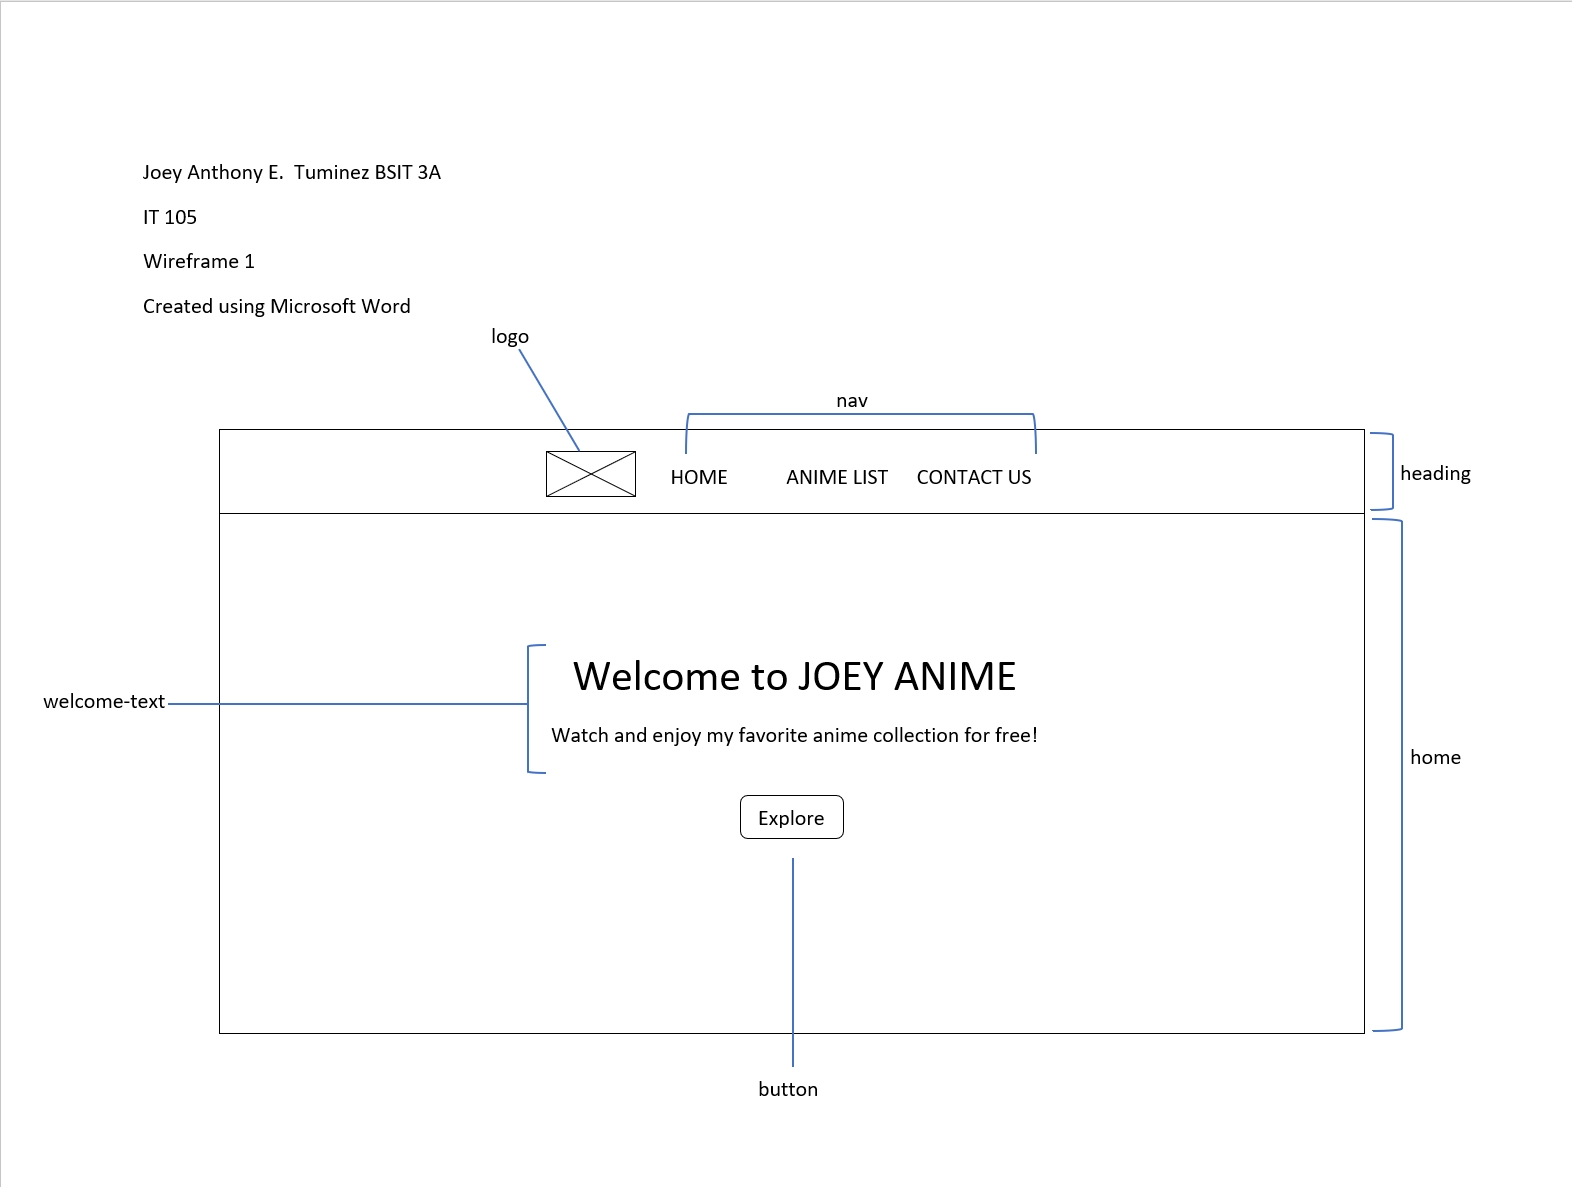 Joey Anthony E.  Tuminez BSIT 3A
IT 105
Wireframe 1
Created using Microsoft Word
logo
nav
HOME ANIME LIST CONTACT US
heading
Welcome to JOEY ANIME
welcome-text
Watch and enjoy my favorite anime collection for free!
home
Explore
button